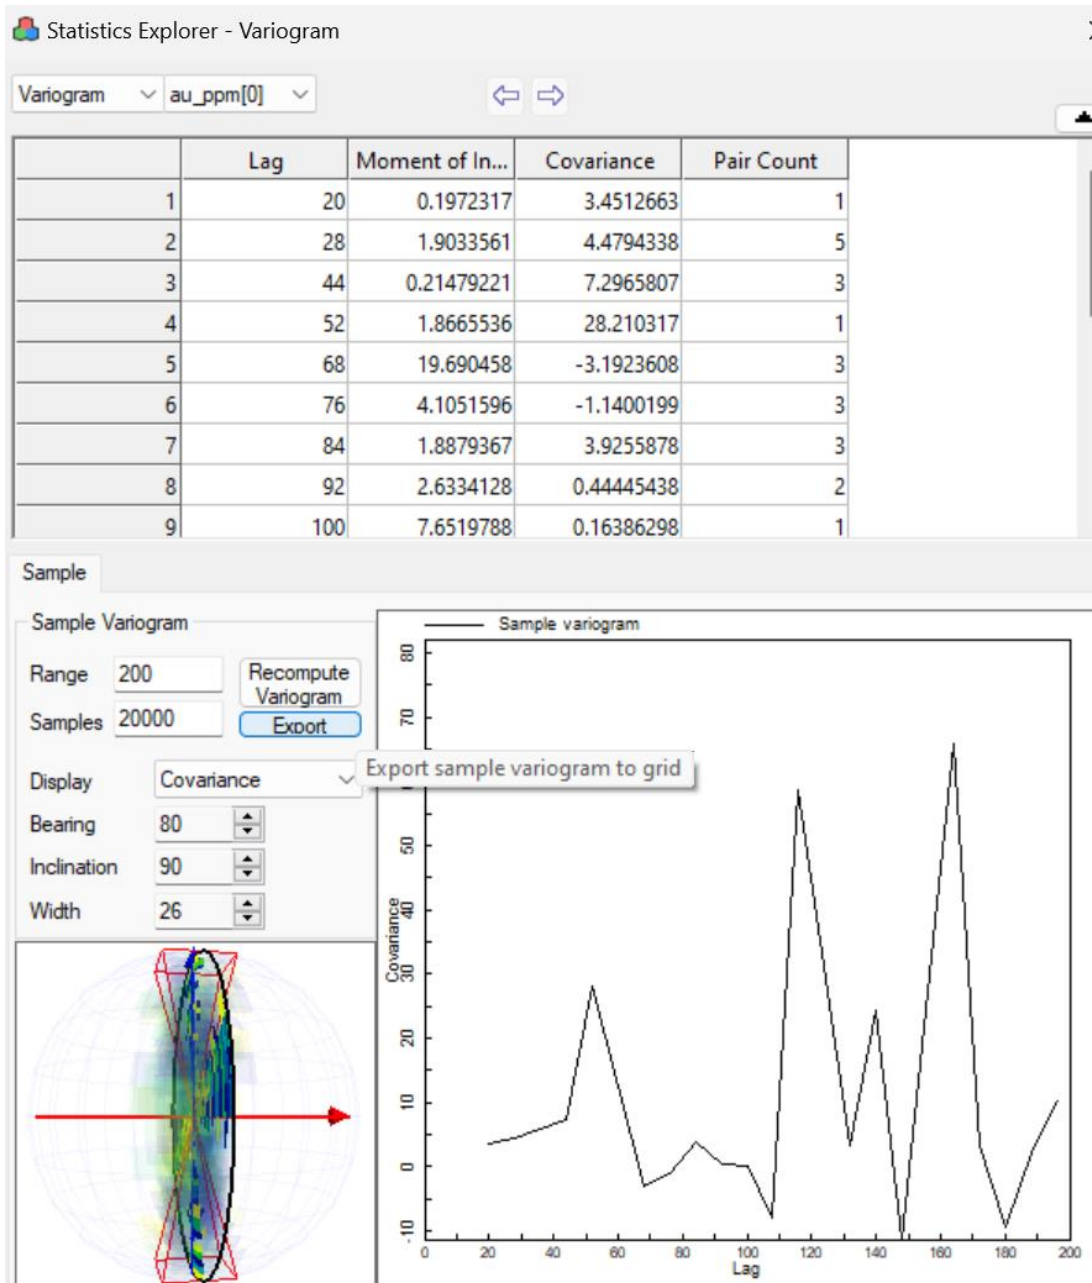 Statistics Explorer - Variogram
Variogram au_ppm[0]
Lag Moment of In... Covariance Pair Count
1 20 0.1972317 3.4512663 1
2 28 1.9033561 4.4794338 5
3 44 0.21479221 7.2965807 3
4 52 1.8665536 28.210317 1
5 68 19.690458 -3.1923608 3
6 76 4.1051596 -1.1400199 3
7 84 1.8879367 3.9255878 3
8 92 2.6334128 0.44445438 2
9 100 7.6519788 0.16386298 1
Sample
Sample Variogram
Range 200
Recompute Variogram
Samples 20000
Export
Export sample variogram to grid
Display Covariance
Bearing 80
Inclination 90
Width 26
Sample variogram
80
70
50
40
30
20
10
0
-10
Covariance
0 20 40 60 80 100 120 140 160 180 200
Lag